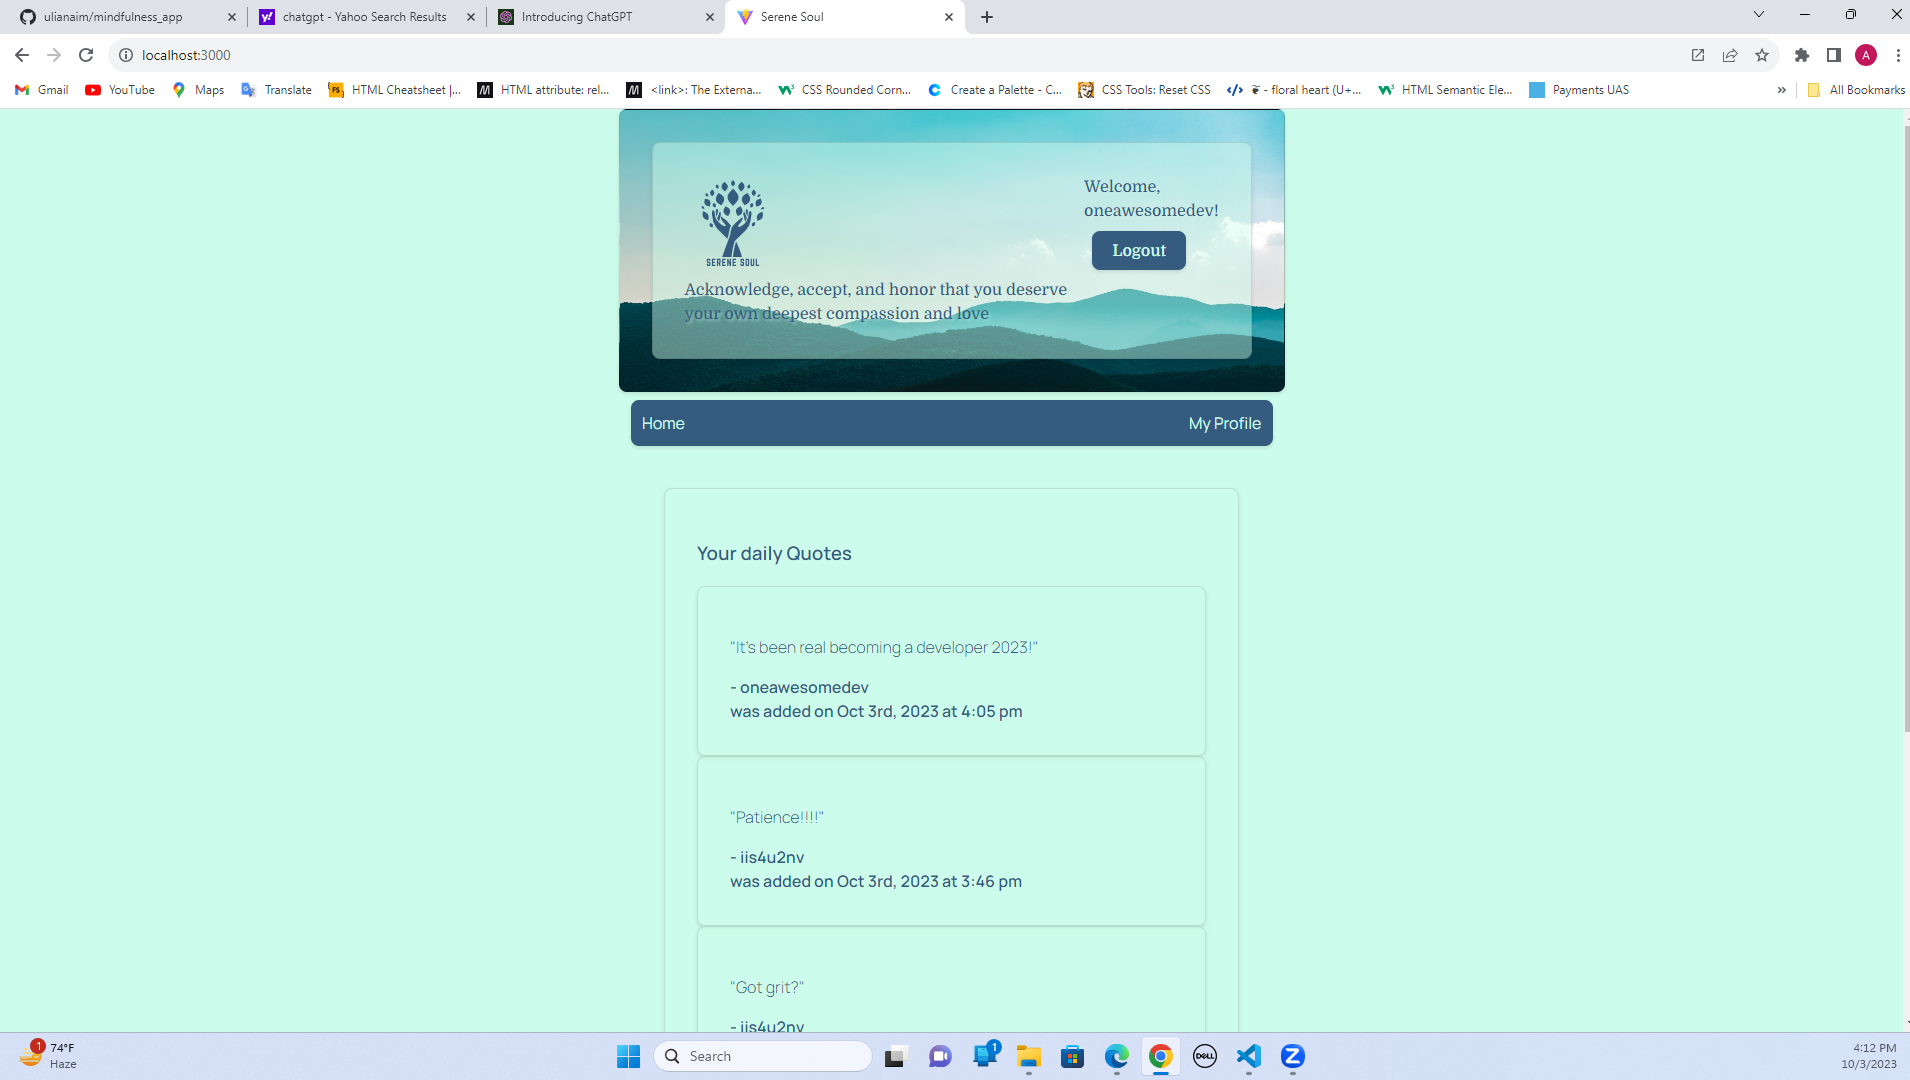 ulianaim/mindfulness_app
chatgpt - Yahoo Search Results
Introducing ChatGPT
Serene Soul
localhost:3000
A
Gmail
YouTube
Maps
Translate
HTML Cheatsheet |...
HTML attribute: rel...
<link>: The Externa...
CSS Rounded Corn...
Create a Palette - C...
CSS Tools: Reset CSS
❦ - floral heart (U+...
HTML Semantic Ele...
Payments UAS
»
All Bookmarks
SERENE SOUL
Welcome,
oneawesomedev!
Logout
Acknowledge, accept, and honor that you deserve
your own deepest compassion and love
Home
My Profile
Your daily Quotes
"It's been real becoming a developer 2023!"
- oneawesomedev
was added on Oct 3rd, 2023 at 4:05 pm
"Patience!!!!"
- iis4u2nv
was added on Oct 3rd, 2023 at 3:46 pm
"Got grit?"
- iis4u2nv
1
74°F
Haze
Search
1
DELL
4:12 PM
10/3/2023